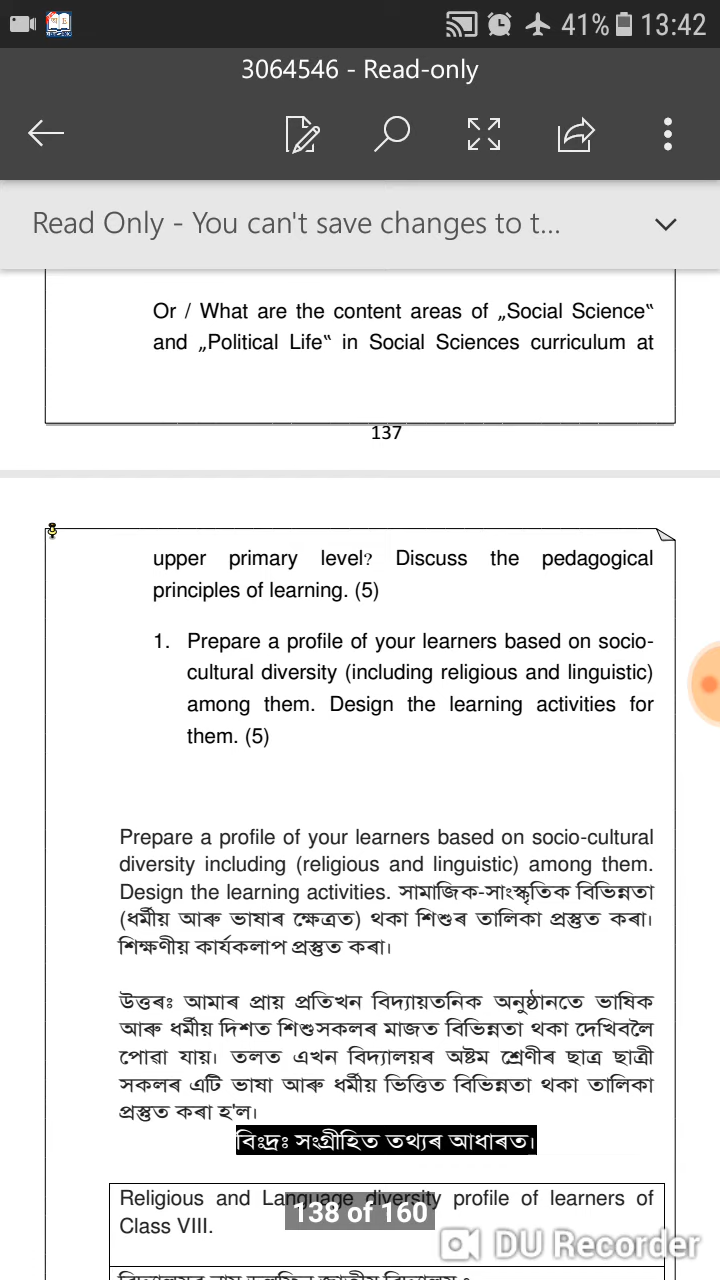 41% 13:42
3064546 - Read-only
Read Only - You can't save changes to t...
Or / What are the content areas of „Social Science‟
and „Political Life‟ in Social Sciences curriculum at
137
upper primary level? Discuss the pedagogical
principles of learning. (5)
1. Prepare a profile of your learners based on socio-
cultural diversity (including religious and linguistic)
among them. Design the learning activities for
them. (5)
Prepare a profile of your learners based on socio-cultural
diversity including (religious and linguistic) among them.
Design the learning activities. সামাজিক-সাংস্কৃতিক বিভিন্নতা
(ধৰ্মীয় আৰু ভাষাৰ ক্ষেত্ৰত) থকা শিশুৰ তালিকা প্ৰস্তুত কৰা।
শিক্ষণীয় কাৰ্যকলাপ প্ৰস্তুত কৰা।
উত্তৰঃ আমাৰ প্ৰায় প্ৰতিখন বিদ্যায়তনিক অনুষ্ঠানতে ভাষিক
আৰু ধৰ্মীয় দিশত শিশুসকলৰ মাজত বিভিন্নতা থকা দেখিবলৈ
পোৱা যায়। তলত এখন বিদ্যালয়ৰ অষ্টম শ্ৰেণীৰ ছাত্ৰ ছাত্ৰী
সকলৰ এটি ভাষা আৰু ধৰ্মীয় ভিত্তিত বিভিন্নতা থকা তালিকা
প্ৰস্তুত কৰা হ'ল।
বিঃদ্ৰঃ সংগ্ৰীহিত তথ্যৰ আধাৰত।
Religious and Language diversity profile of learners of
Class VIII.
138 of 160
DU Recorder